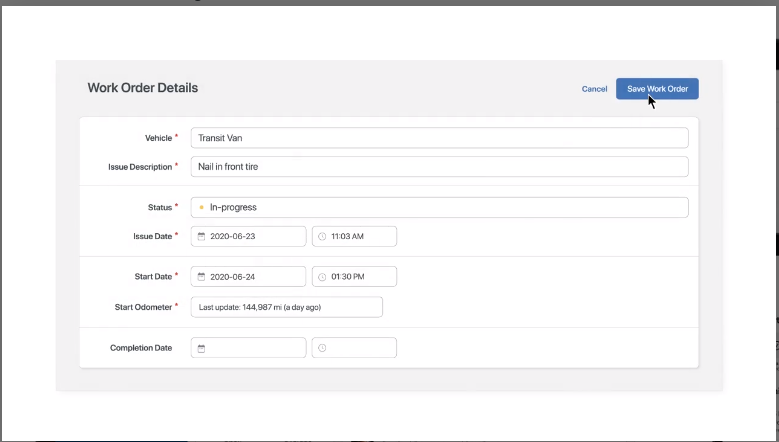 Work Order Details
Cancel
Save Work Order
Vehicle *
Transit Van
Issue Description *
Nail in front tire
Status *
In-progress
Issue Date *
2020-06-23
11:03 AM
Start Date *
2020-06-24
01:30 PM
Start Odometer *
Last update: 144,987 mi (a day ago)
Completion Date